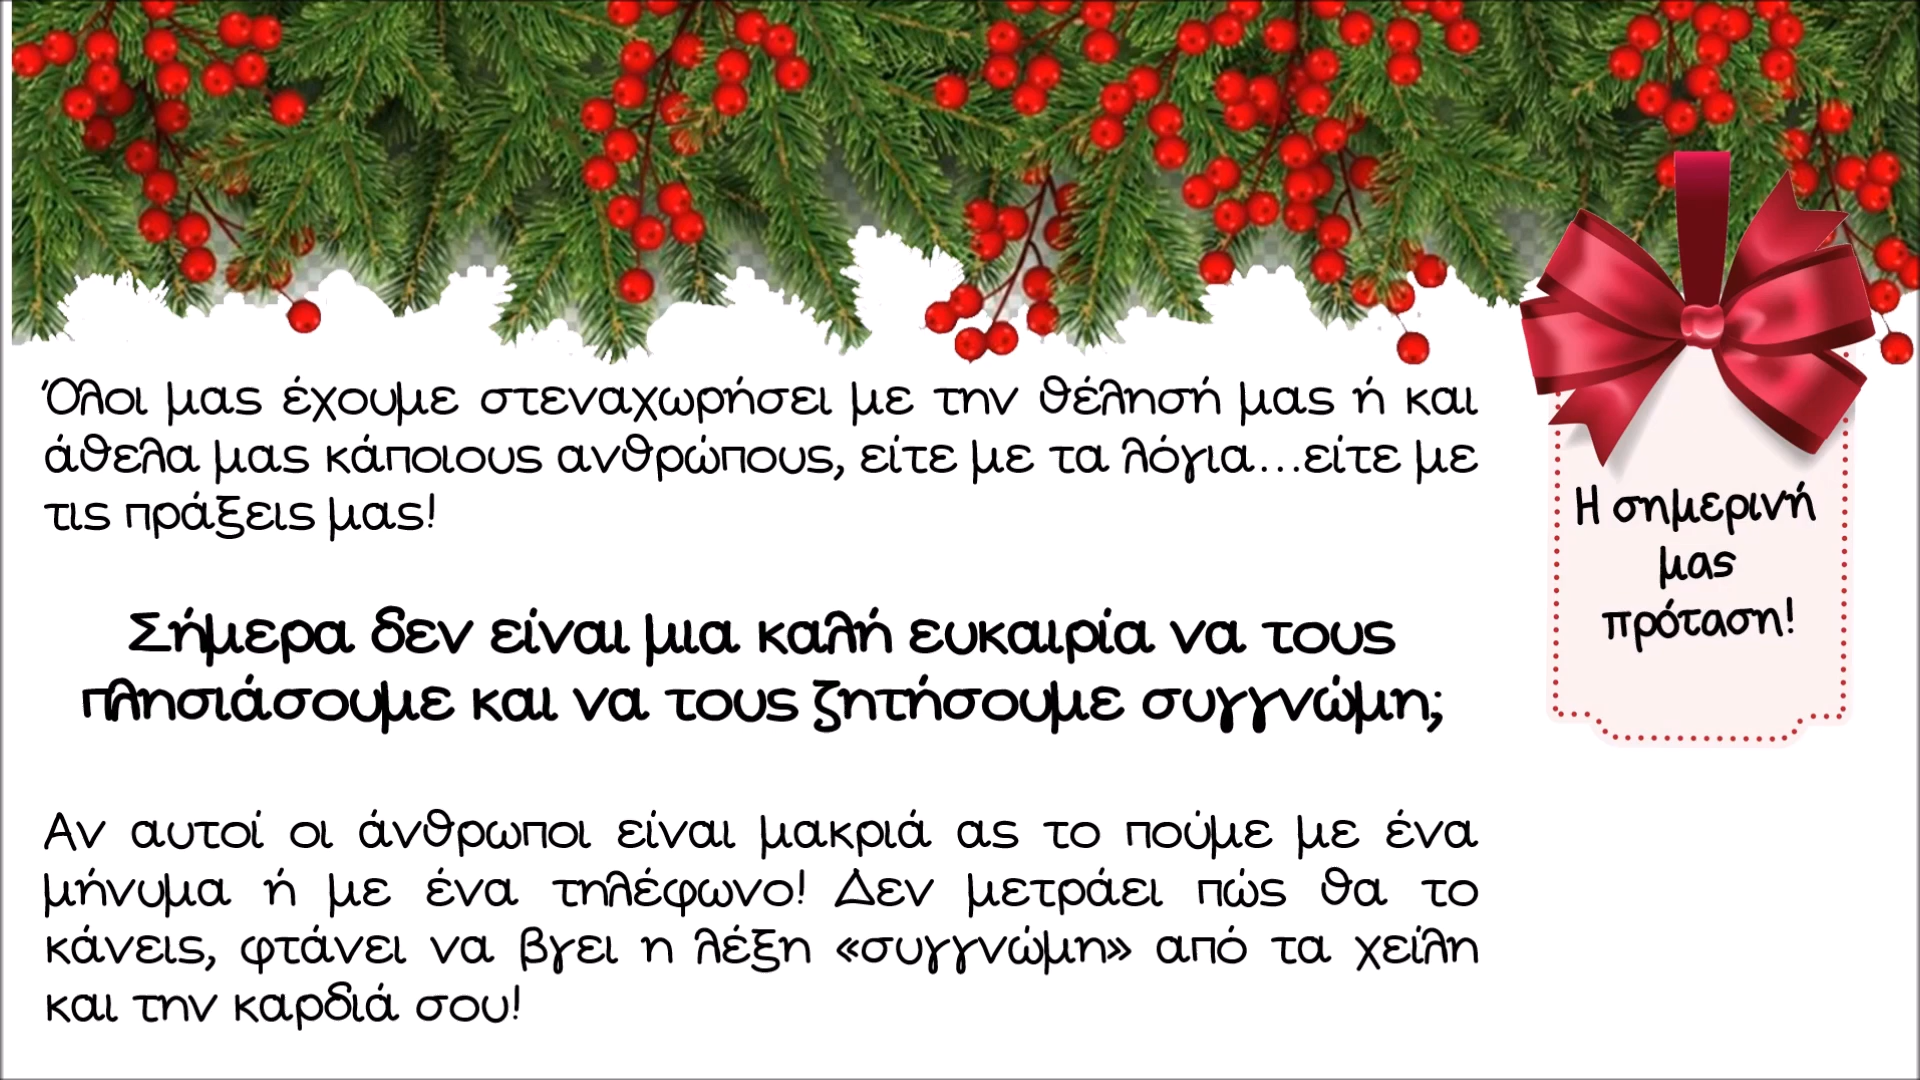 Όλοι μας έχουμε στεναχωρήσει με την θέλησή μας ή και
άθελα μας κάποιους ανθρώπους, είτε με τα λόγια...είτε με
τις πράξεις μας!
Σήμερα δεν είναι μια καλή ευκαιρία να τους
πλησιάσουμε και να τους ζητήσουμε συγγνώμη;
Αν αυτοί οι άνθρωποι είναι μακριά ας το πούμε με ένα
μήνυμα ή με ένα τηλέφωνο! Δεν μετράει πώς θα το
κάνεις, φτάνει να βγει η λέξη «συγγνώμη» από τα χείλη
και την καρδιά σου!
Η σημερινή
μας
πρόταση!